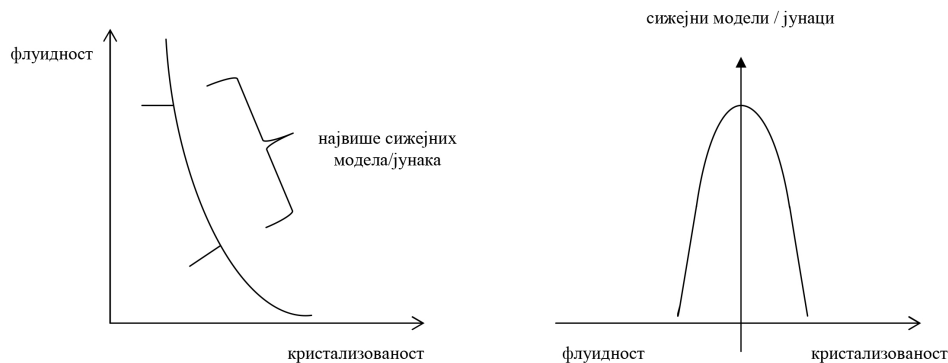 флуидност
највише сижејних
модела/јунака
кристализованост
сижејни модели / јунаци
флуидност
кристализованост